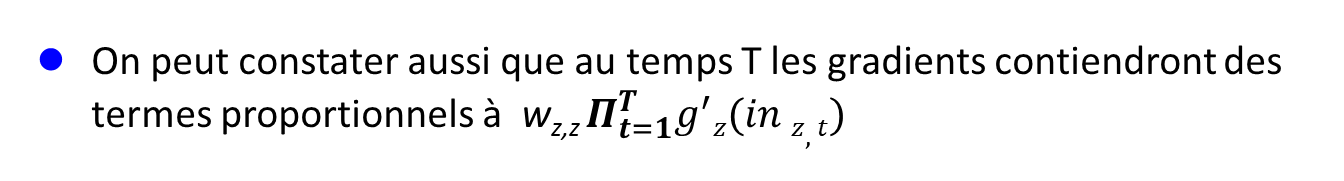 ● On peut constater aussi que au temps T les gradients contiendront des
termes proportionnels à w_{z,z} Π_{t=1}^{T} g'_z(in_{z,t})